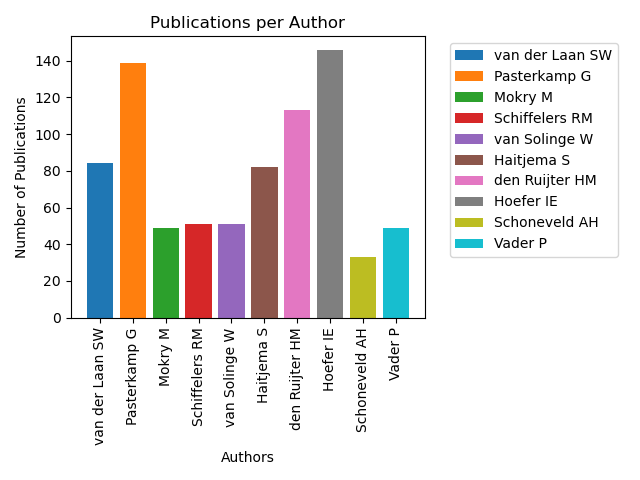 Publications per Author
Number of Publications
140
120
100
80
60
40
20
0
van der Laan SW
Pasterkamp G
Mokry M
Schiffelers RM
van Solinge W
Haitjema S
den Ruijter HM
Hoefer IE
Schoneveld AH
Vader P
Authors
van der Laan SW
Pasterkamp G
Mokry M
Schiffelers RM
van Solinge W
Haitjema S
den Ruijter HM
Hoefer IE
Schoneveld AH
Vader P